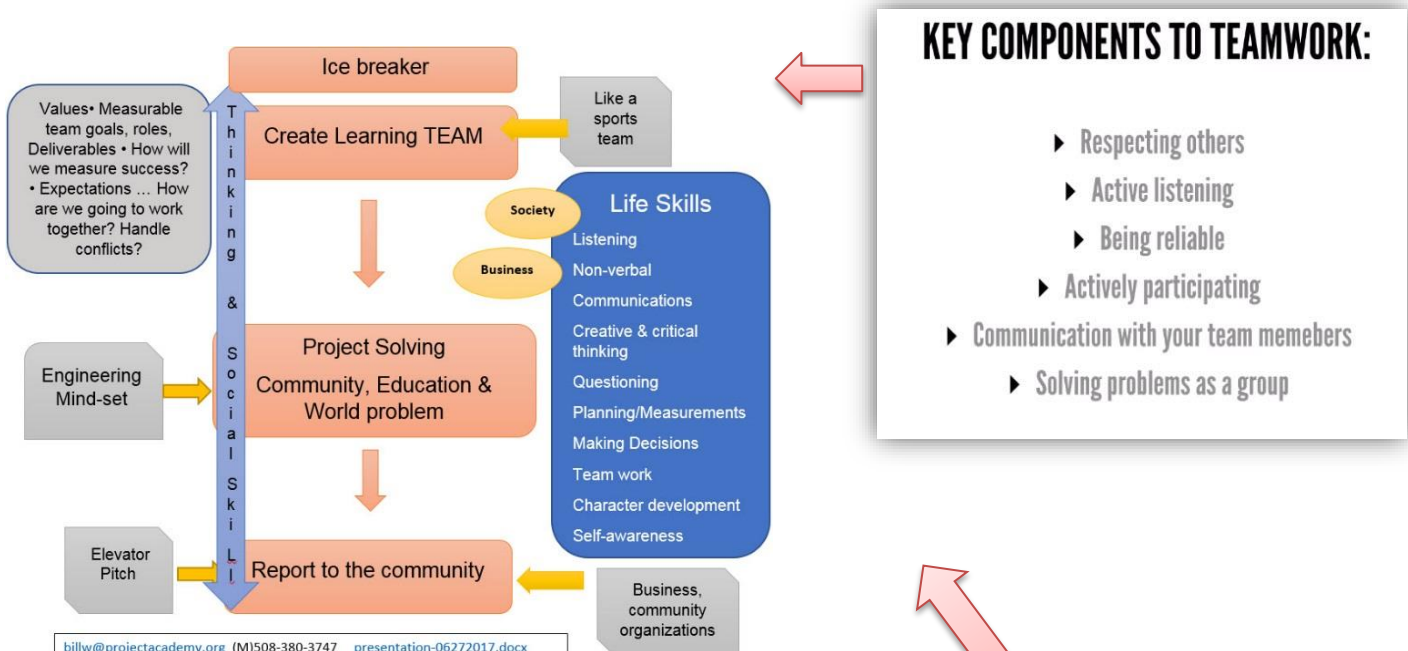 Ice breaker
Values• Measurable
team goals, roles,
Deliverables • How will
we measure success?
• Expectations ... How
are we going to work
together? Handle
conflicts?
Create Learning TEAM
Like a
sports
team
Thinking & Social Ski Ll
Society
Business
Life Skills
Listening
Non-verbal
Communications
Creative & critical
thinking
Questioning
Planning/Measurements
Making Decisions
Team work
Character development
Self-awareness
Engineering
Mind-set
Project Solving
Community, Education &
World problem
Elevator
Pitch
Report to the community
Business,
community
organizations
billw@projectacademy.org (M)508-380-3747 presentation-06272017.docx
KEY COMPONENTS TO TEAMWORK:
Respecting others
Active listening
Being reliable
Actively participating
Communication with your team memebers
Solving problems as a group